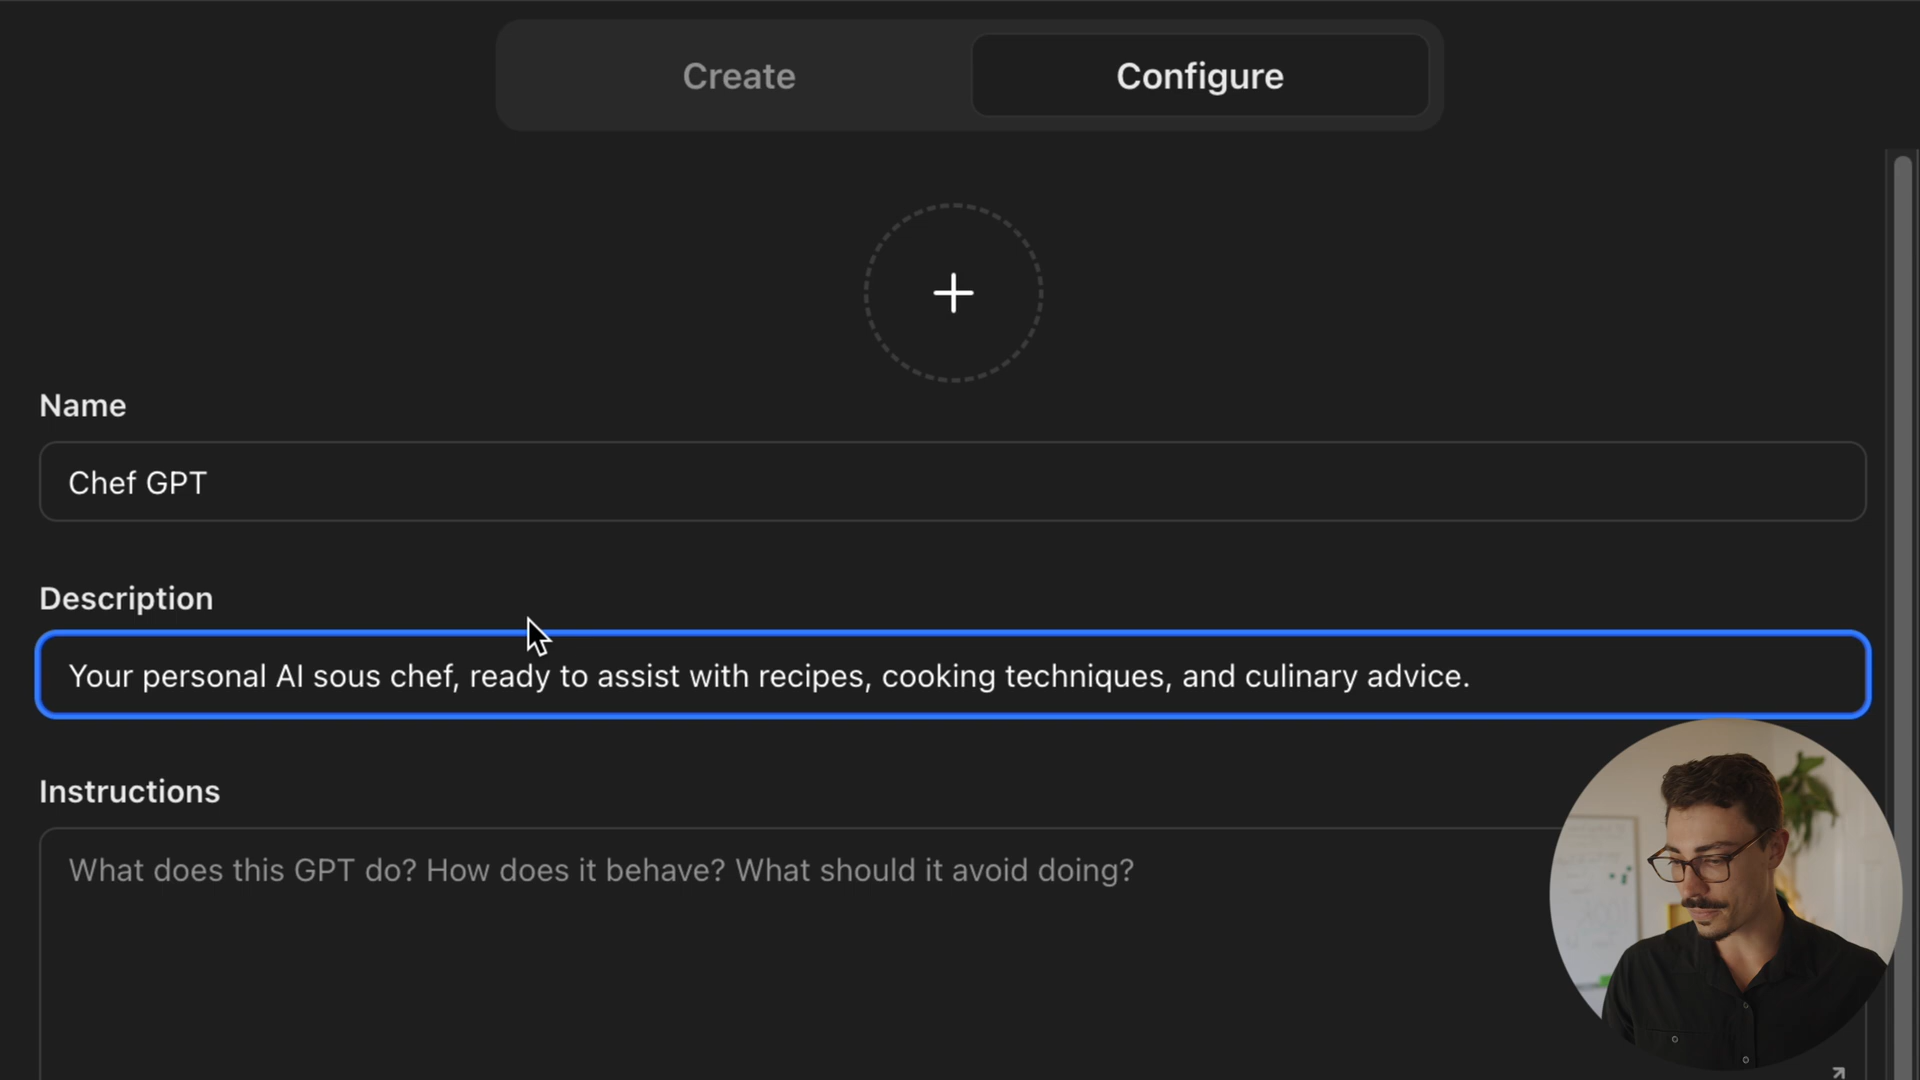 Create
Configure
Name
Chef GPT
Description
Your personal AI sous chef, ready to assist with recipes, cooking techniques, and culinary advice.
Instructions
What does this GPT do? How does it behave? What should it avoid doing?